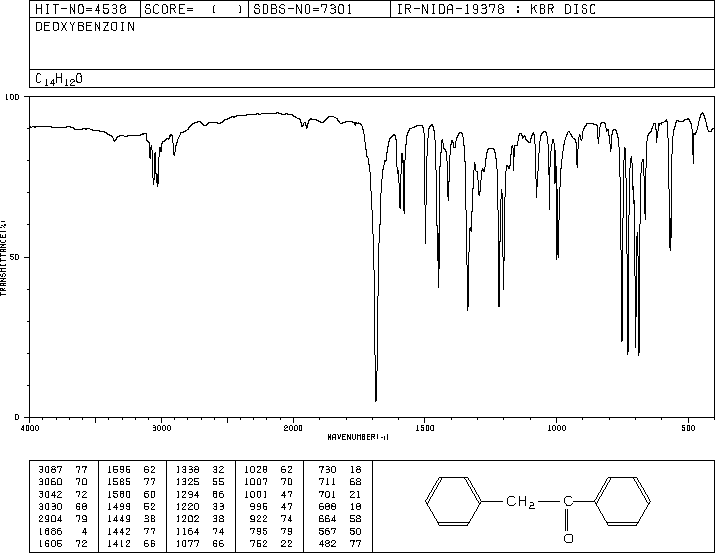 HIT-NO=4538 SCORE= ( ) SDBS-NO=7301 IR-NIDA-19378 : KBR DISC
DEOXYBENZOIN
C14H12O
100
50
0
TRANSMITTANCE(%)
4000 3000 2000 1500 1000 500
WAVENUMBER(-1)
3087 77 1596 62 1338 32 1028 62 730 18
3060 70 1585 77 1325 55 1007 70 711 68
3042 72 1580 60 1294 86 1001 47 701 21
3030 68 1499 52 1220 33 996 47 688 18
2904 79 1449 38 1202 38 922 74 664 58
1686 4 1442 77 1164 74 795 79 567 50
1605 72 1412 66 1077 66 752 22 482 77
CH2 C
O